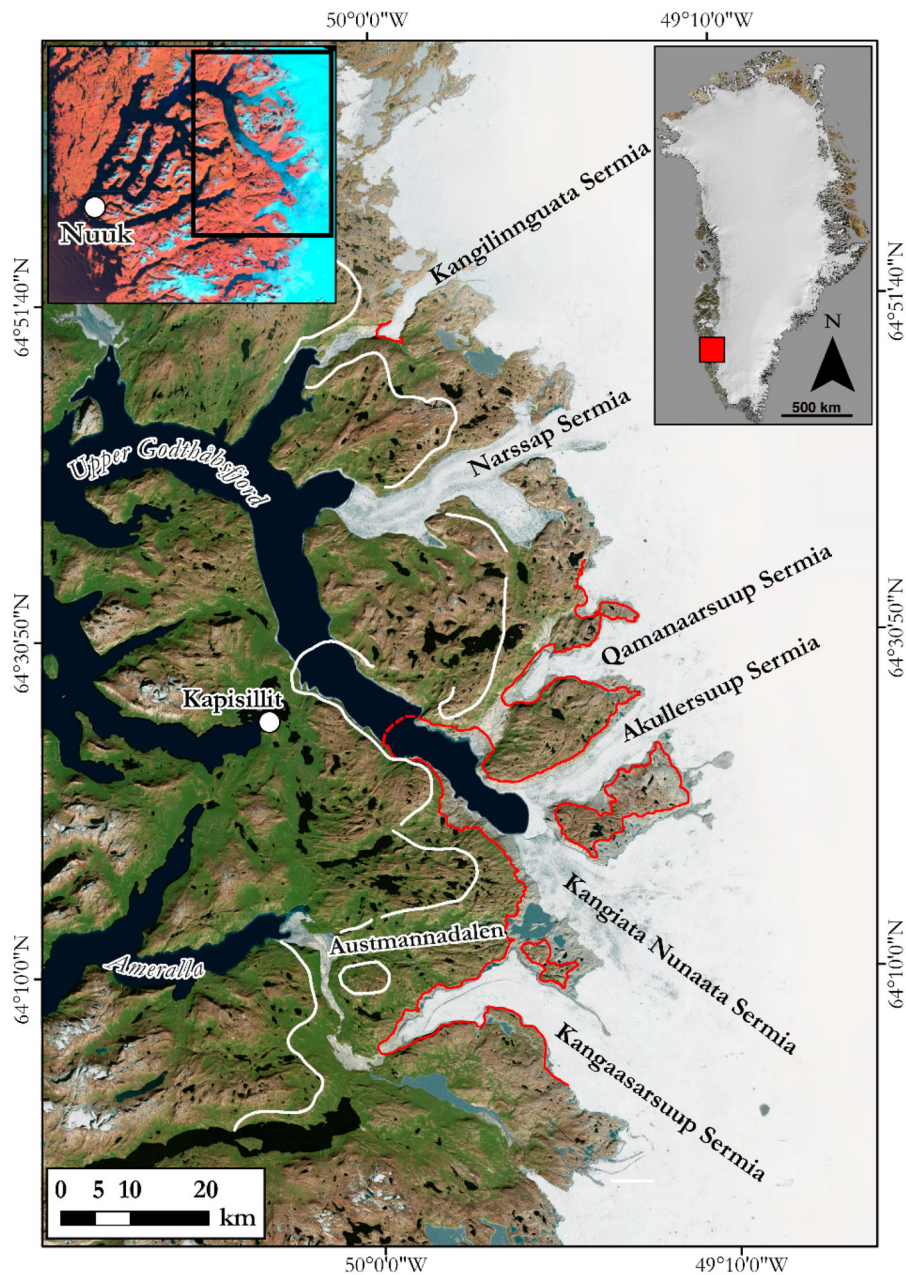 50°0'0"W
49°10'0"W
Nuuk
Kangilinnguata Sermia
N
500 km
64°51'40"N
64°51'40"N
Narssap Sermia
Upper Godthåbsfjord
Qamanaarsuup Sermia
64°30'50"N
64°30'50"N
Akullersuup Sermia
Kapisillit
Kangiata Nunaata Sermia
Austmannadalen
Ameralla
64°10'0"N
64°10'0"N
Kangaasarsuup Sermia
0 5 10 20
km
50°0'0"W
49°10'0"W